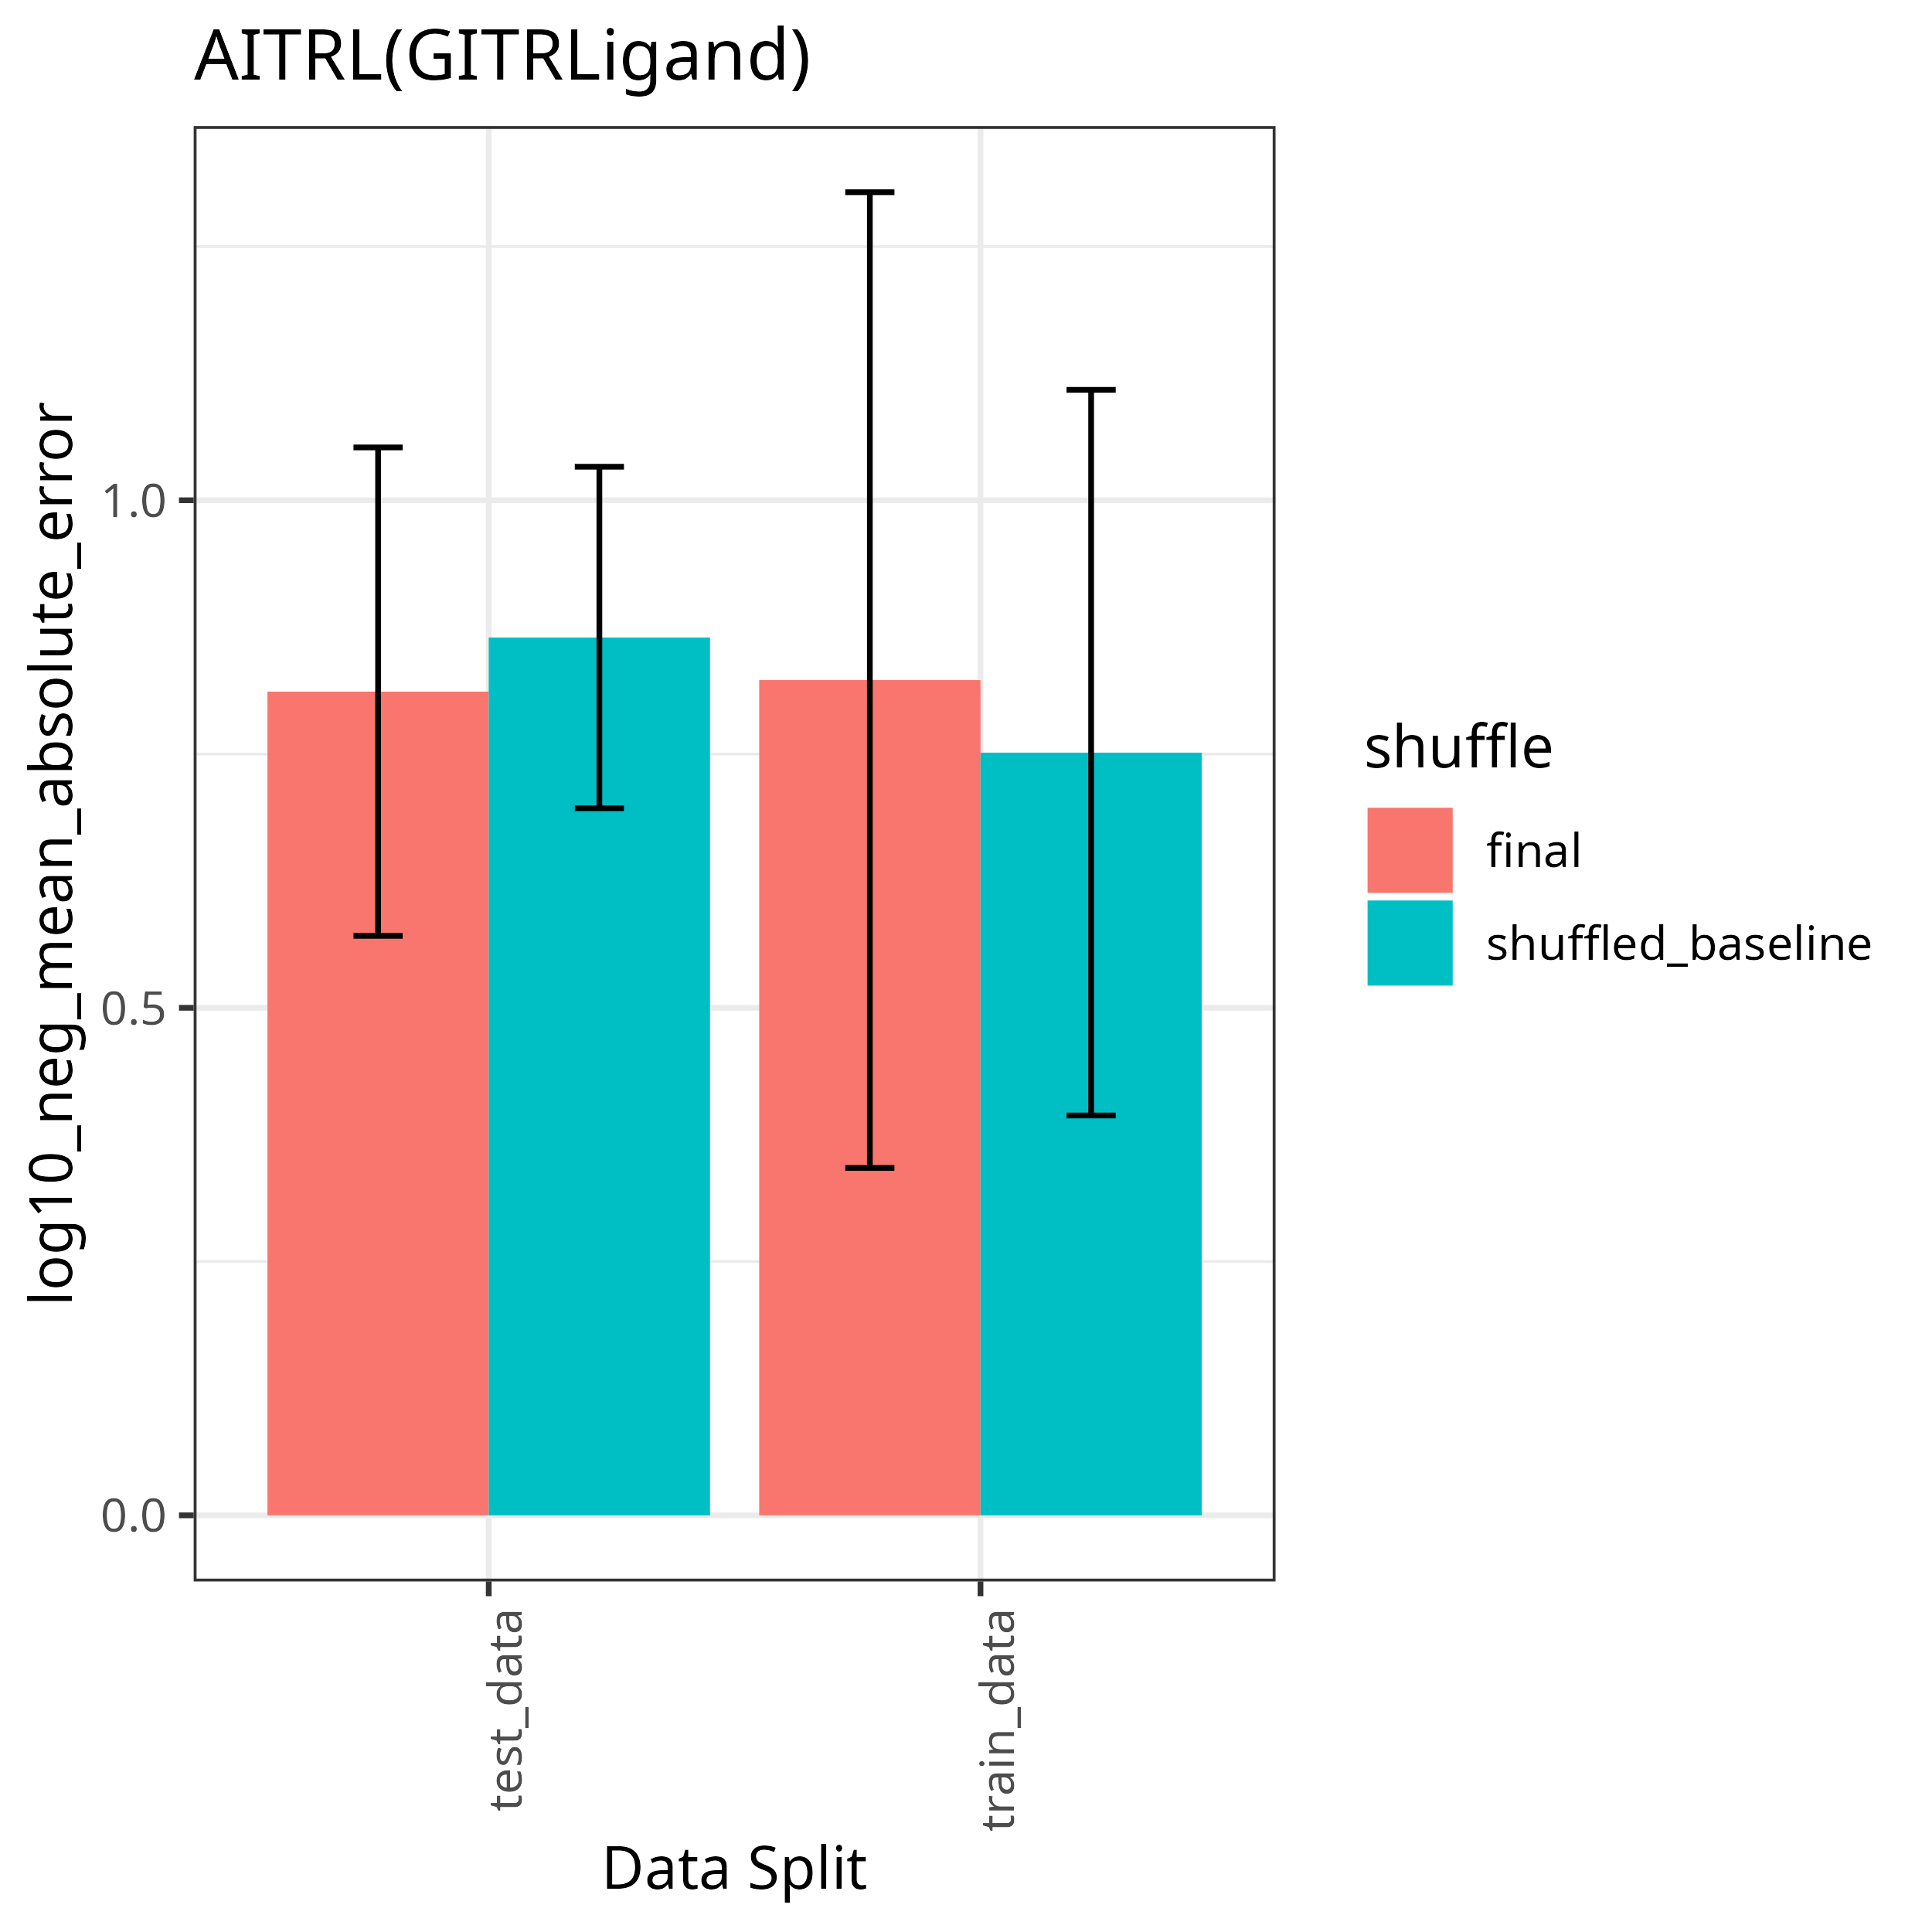 AITRL(GITRLigand)
log10_neg_mean_absolute_error
1.0
0.5
0.0
test_data
train_data
Data Split
shuffle
final
shuffled_baseline